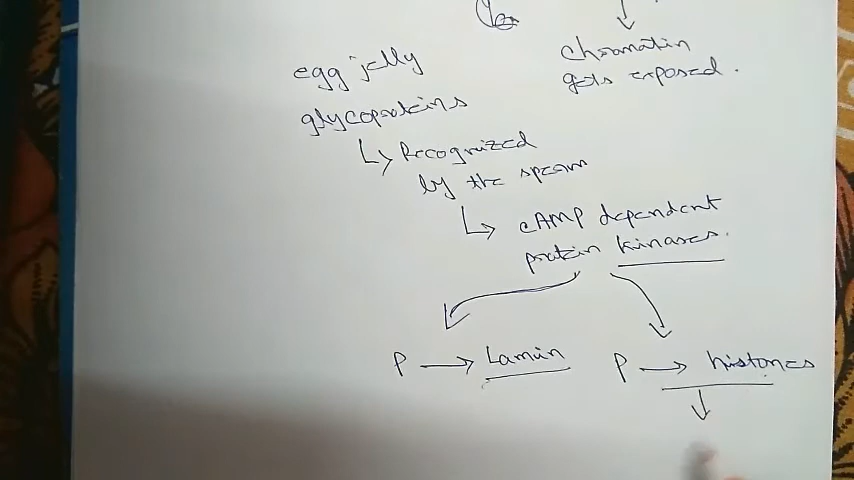 egg jelly
glycoproteins
↳ Recognized
by the sperm
↳ cAMP dependent
protein kinases.
P → Lamin
chromatin
gets exposed.
P → histones